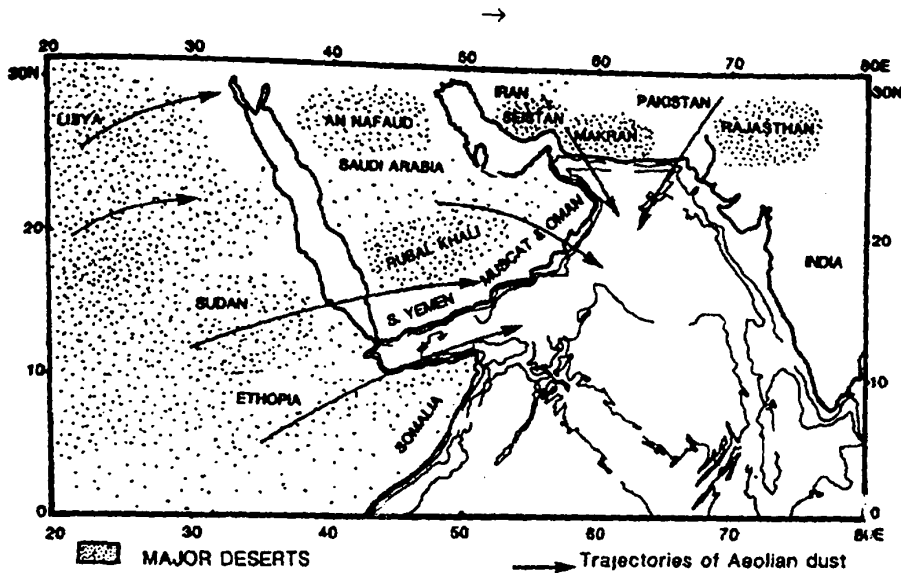 20 30 40 50 60 70 80E
30N 30N
IRAN
PAKISTAN
LIBYA
AN NAFAUD
SEISTAN
MAKRAN
RAJASTHAN
SAUDI ARABIA
20 20
RUBAL KHALI
MUSCAT & OMAN
INDIA
SUDAN
S. YEMEN
10 10
ETHIOPIA
SOMALIA
0 0
20 30 40 50 60 70 80E
MAJOR DESERTS
Trajectories of Aeolian dust